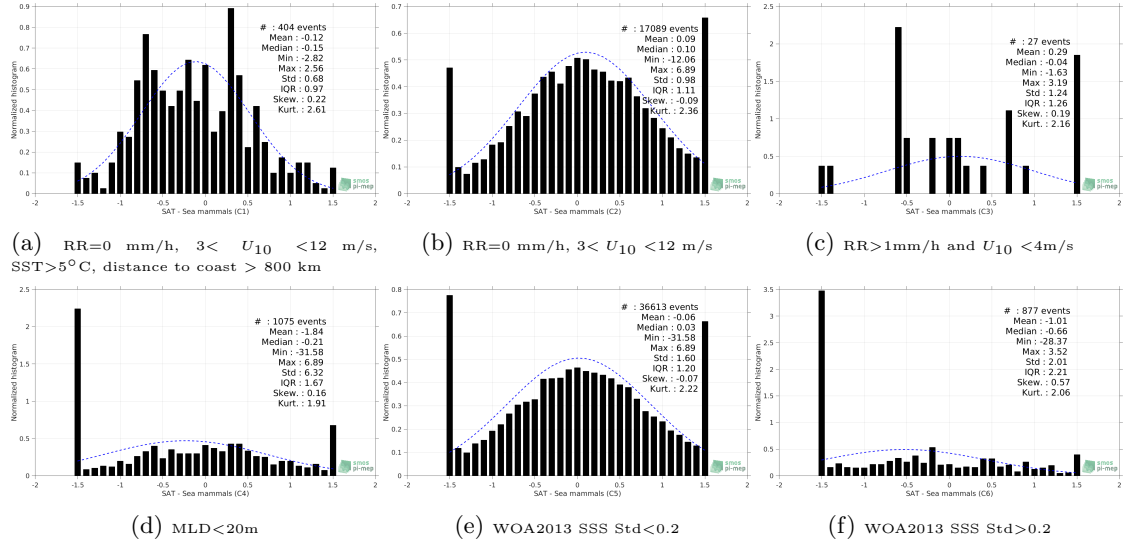 # : 404 events
Mean : -0.12
Median : -0.15
Min : -2.82
Max : 2.56
Std : 0.68
IQR : 0.97
Skew. : 0.22
Kurt. : 2.61
Normalized histogram
0.9
0.8
0.7
0.6
0.5
0.4
0.3
0.2
0.1
0
-2 -1.5 -1 -0.5 0 0.5 1 1.5 2
SAT - Sea mammals (C1)
smos
pi-mep
(a) RR=0 mm/h, 3< U10 <12 m/s,
SST>5°C, distance to coast > 800 km
# : 17089 events
Mean : 0.09
Median : 0.10
Min : -12.06
Max : 6.89
Std : 0.98
IQR : 1.11
Skew. : -0.09
Kurt. : 2.36
Normalized histogram
0.7
0.6
0.5
0.4
0.3
0.2
0.1
0
-2 -1.5 -1 -0.5 0 0.5 1 1.5 2
SAT - Sea mammals (C2)
smos
pi-mep
(b) RR=0 mm/h, 3< U10 <12 m/s
# : 27 events
Mean : 0.29
Median : -0.04
Min : -1.63
Max : 3.19
Std : 1.24
IQR : 1.26
Skew. : 0.19
Kurt. : 2.16
Normalized histogram
2.5
2
1.5
1
0.5
0
-2 -1.5 -1 -0.5 0 0.5 1 1.5 2
SAT - Sea mammals (C3)
smos
pi-mep
(c) RR>1mm/h and U10 <4m/s
# : 1075 events
Mean : -1.84
Median : -0.21
Min : -31.58
Max : 6.89
Std : 6.32
IQR : 1.67
Skew. : 0.16
Kurt. : 1.91
Normalized histogram
2.5
2
1.5
1
0.5
0
-2 -1.5 -1 -0.5 0 0.5 1 1.5 2
SAT - Sea mammals (C4)
smos
pi-mep
(d) MLD<20m
# : 36613 events
Mean : -0.06
Median : 0.03
Min : -31.58
Max : 6.89
Std : 1.60
IQR : 1.20
Skew. : -0.07
Kurt. : 2.22
Normalized histogram
0.8
0.7
0.6
0.5
0.4
0.3
0.2
0.1
0
-2 -1.5 -1 -0.5 0 0.5 1 1.5 2
SAT - Sea mammals (C5)
smos
pi-mep
(e) WOA2013 SSS Std<0.2
# : 877 events
Mean : -1.01
Median : -0.66
Min : -28.37
Max : 3.52
Std : 2.01
IQR : 2.21
Skew. : 0.57
Kurt. : 2.06
Normalized histogram
3.5
3
2.5
2
1.5
1
0.5
0
-2 -1.5 -1 -0.5 0 0.5 1 1.5 2
SAT - Sea mammals (C6)
smos
pi-mep
(f) WOA2013 SSS Std>0.2